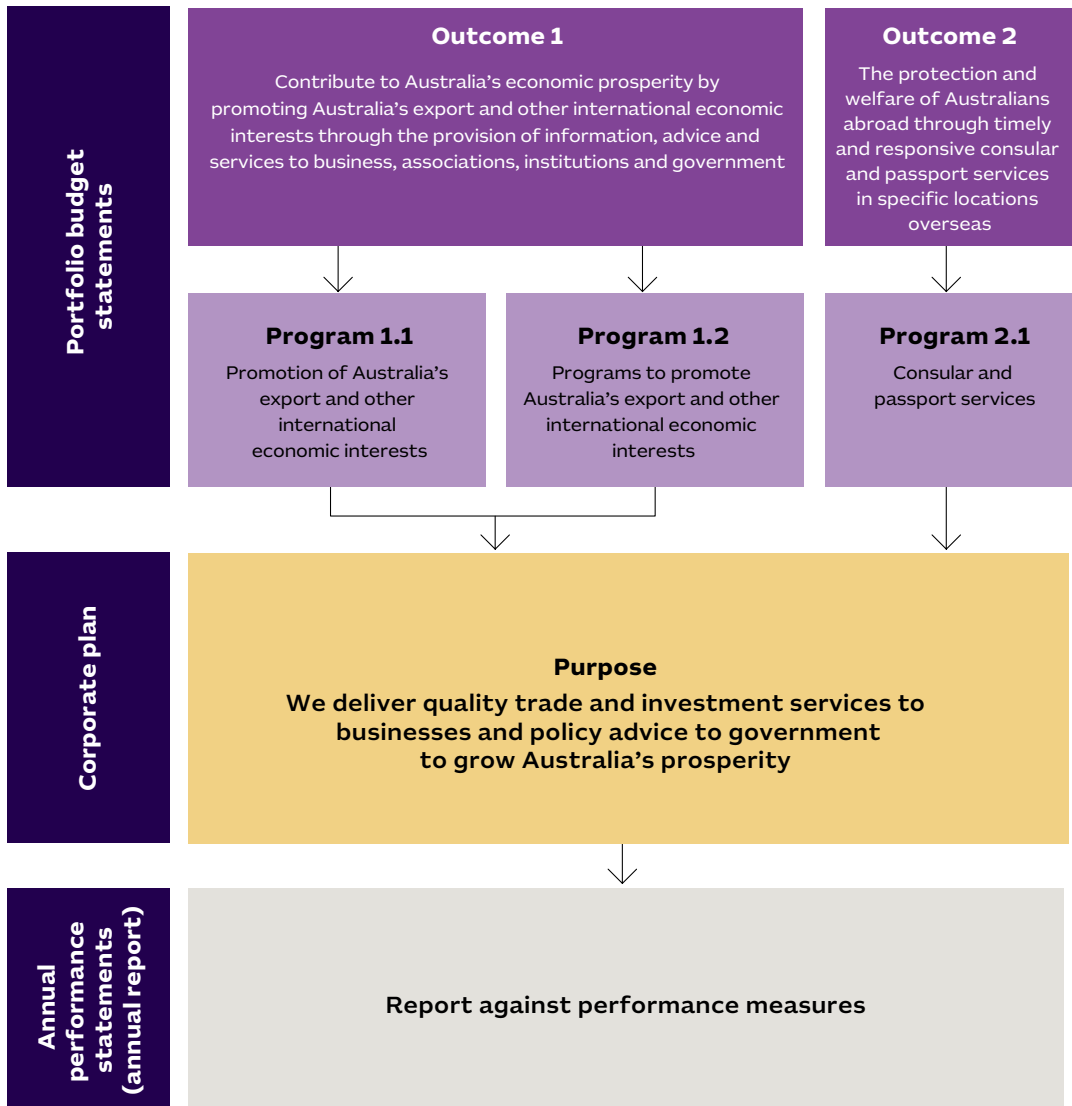 Portfolio budget
statements
Outcome 1
Contribute to Australia’s economic prosperity by
promoting Australia’s export and other international economic
interests through the provision of information, advice and
services to business, associations, institutions and government
Outcome 2
The protection and
welfare of Australians
abroad through timely
and responsive consular
and passport services
in specific locations
overseas
Program 1.1
Promotion of Australia’s
export and other
international
economic interests
Program 1.2
Programs to promote
Australia’s export and other
international economic
interests
Program 2.1
Consular and
passport services
Corporate plan
Purpose
We deliver quality trade and investment services to
businesses and policy advice to government
to grow Australia’s prosperity
Annual
performance
statements
(annual report)
Report against performance measures